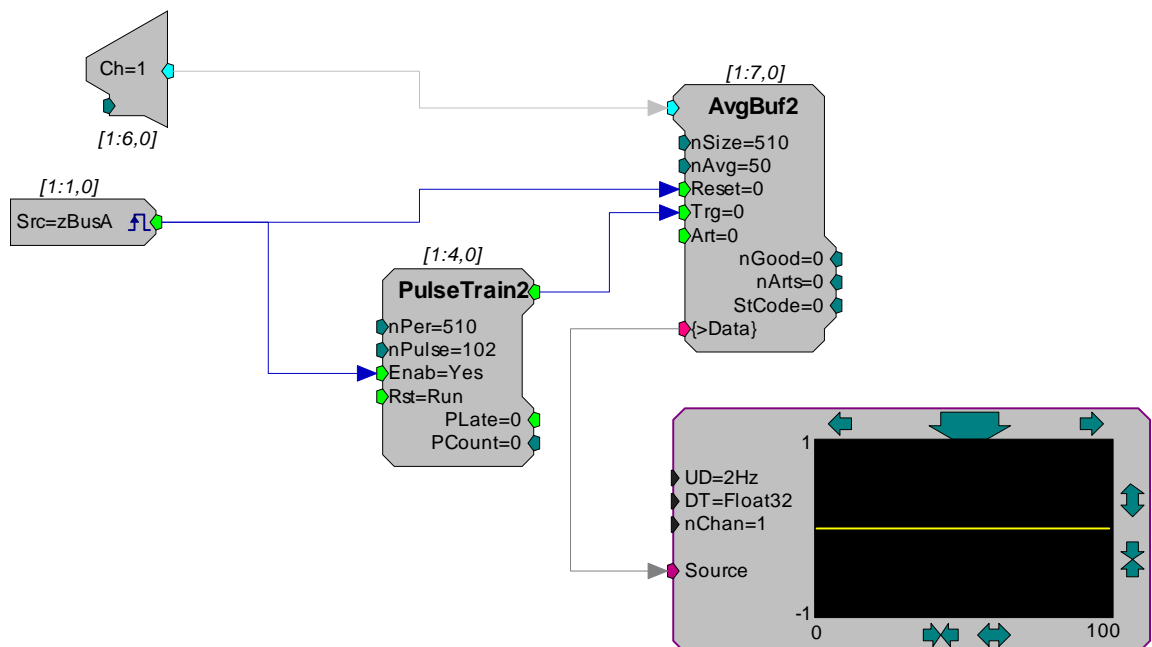 Ch=1
[1:6,0]
[1:1,0]
Src=zBusA
[1:4,0]
PulseTrain2
nPer=510
nPulse=102
Enab=Yes
Rst=Run
PLate=0
PCount=0
[1:7,0]
AvgBuf2
nSize=510
nAvg=50
Reset=0
Trg=0
Art=0
nGood=0
nArts=0
StCode=0
{>Data}
UD=2Hz
DT=Float32
nChan=1
Source
1
-1
0
100